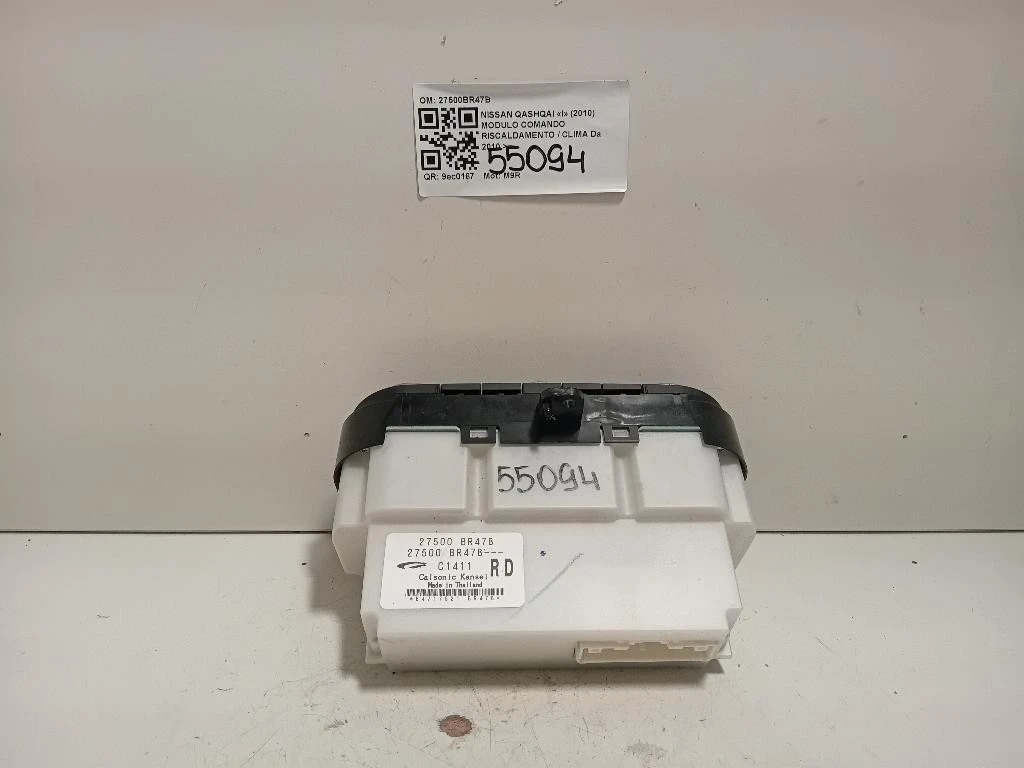 OM: 27500BR47B
NISSAN QASHQAI «I» (2010)
MODULO COMANDO
RISCALDAMENTO / CLIMA Da
2010 >
55094
QR: 9ec0167 Mot: M9R
55094
27500 BR47B
27500 BR47B---
C1411 RD
Calsonic Kansei
Made in Thailand